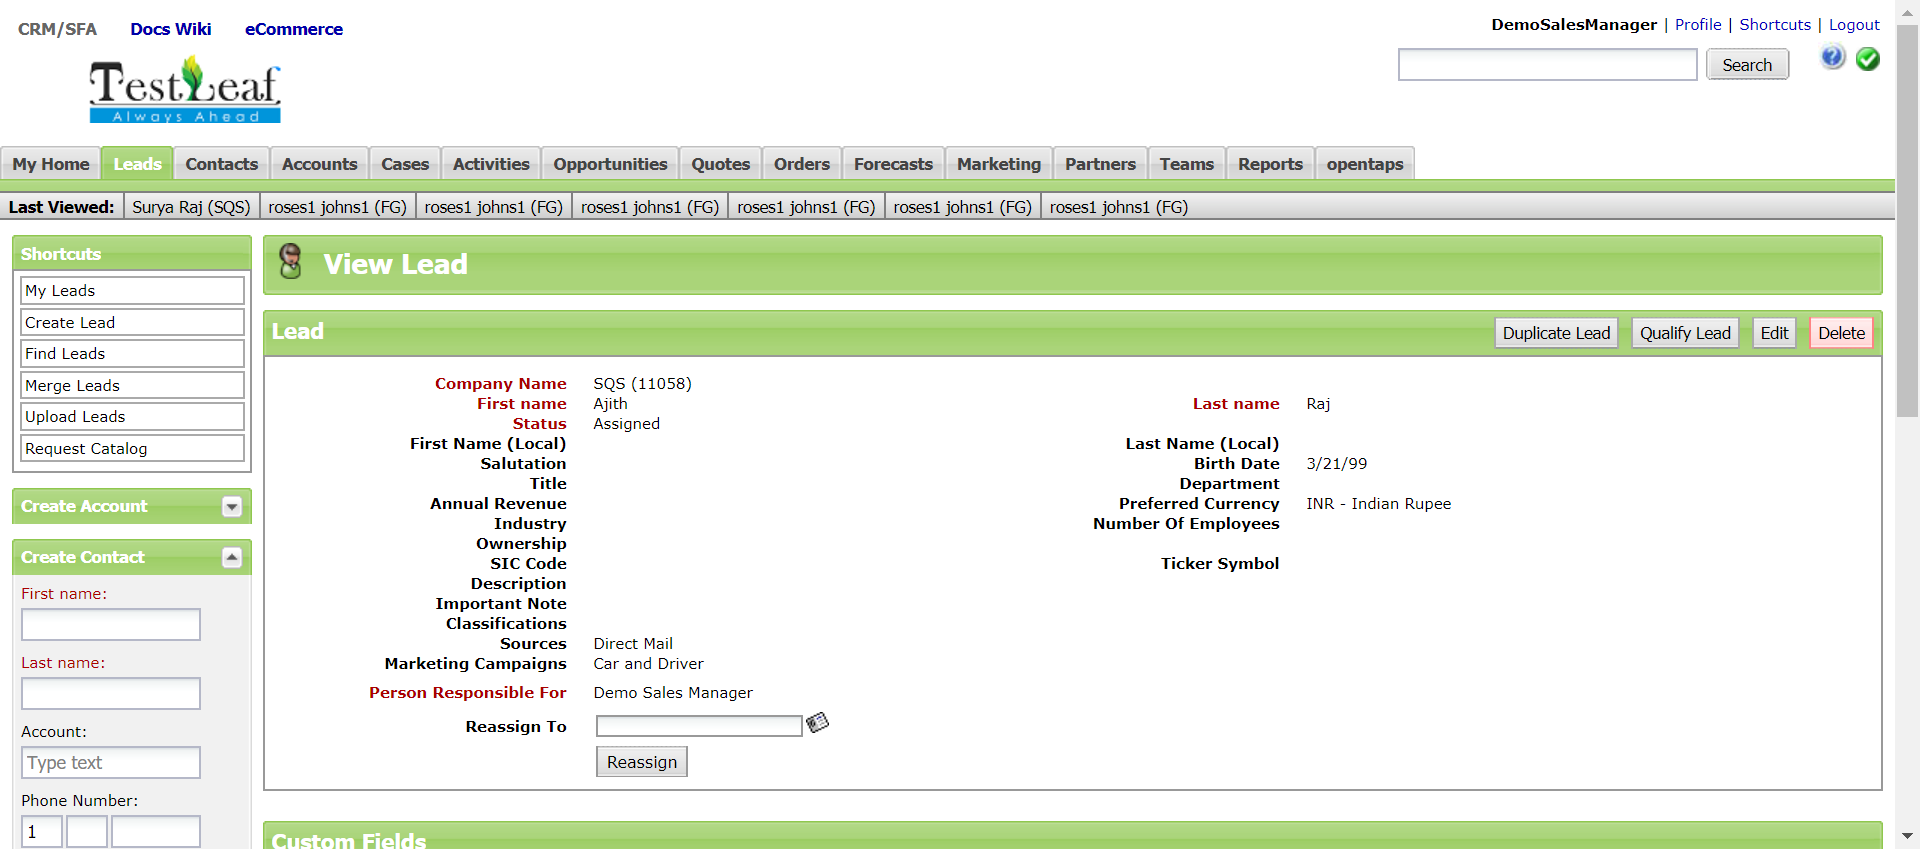 CRM/SFA Docs Wiki eCommerce
DemoSalesManager | Profile | Shortcuts | Logout
TestLeaf
Always Ahead
Search
My Home Leads Contacts Accounts Cases Activities Opportunities Quotes Orders Forecasts Marketing Partners Teams Reports opentaps
Last Viewed: Surya Raj (SQS) roses1 johns1 (FG) roses1 johns1 (FG) roses1 johns1 (FG) roses1 johns1 (FG) roses1 johns1 (FG) roses1 johns1 (FG)
Shortcuts
My Leads
Create Lead
Find Leads
Merge Leads
Upload Leads
Request Catalog
Create Account
Create Contact
First name:
Last name:
Account:
Type text
Phone Number:
1
View Lead
Lead
Duplicate Lead Qualify Lead Edit Delete
Company Name SQS (11058)
First name Ajith Last name Raj
Status Assigned
First Name (Local) Last Name (Local)
Salutation Birth Date 3/21/99
Title Department
Annual Revenue Preferred Currency INR - Indian Rupee
Industry Number Of Employees
Ownership
SIC Code Ticker Symbol
Description
Important Note
Classifications
Sources Direct Mail
Marketing Campaigns Car and Driver
Person Responsible For Demo Sales Manager
Reassign To
Reassign
Custom Fields